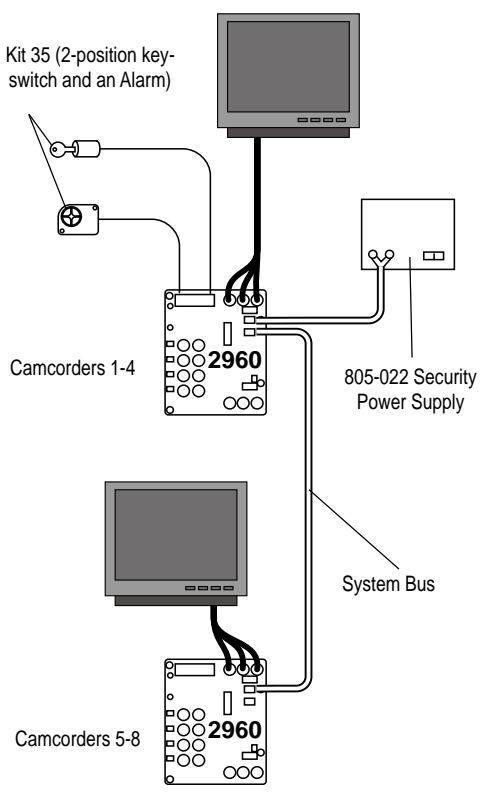 Kit 35 (2-position key-
switch and an Alarm)
2960
Camcorders 1-4
805-022 Security
Power Supply
System Bus
2960
Camcorders 5-8